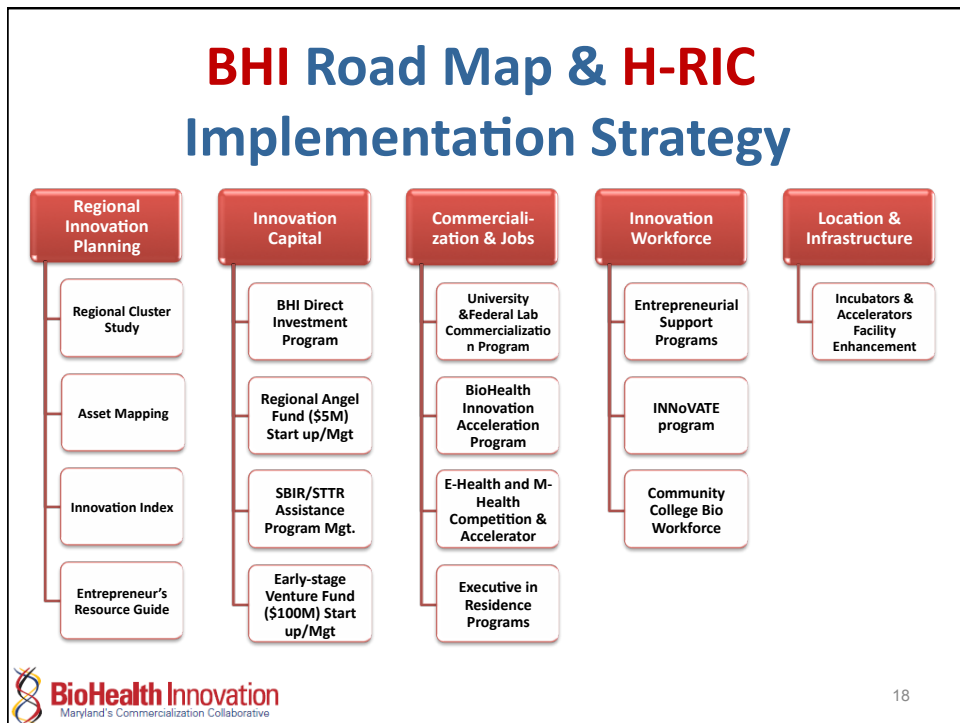 BHI Road Map & H-RIC
Implementation Strategy
Regional
Innovation
Planning
Regional Cluster
Study
Asset Mapping
Innovation Index
Entrepreneur's
Resource Guide
Innovation
Capital
BHI Direct
Investment
Program
Regional Angel
Fund ($5M)
Start up/Mgt
SBIR/STTR
Assistance
Program Mgt.
Early-stage
Venture Fund
($100M) Start
up/Mgt
Commerciali-
zation & Jobs
University
&Federal Lab
Commercializatio
n Program
BioHealth
Innovation
Acceleration
Program
E-Health and M-
Health
Competition &
Accelerator
Executive in
Residence
Programs
Innovation
Workforce
Entrepreneurial
Support
Programs
INNoVATE
program
Community
College Bio
Workforce
Location &
Infrastructure
Incubators &
Accelerators
Facility
Enhancement
BioHealth Innovation
Maryland's Commercialization Collaborative
18